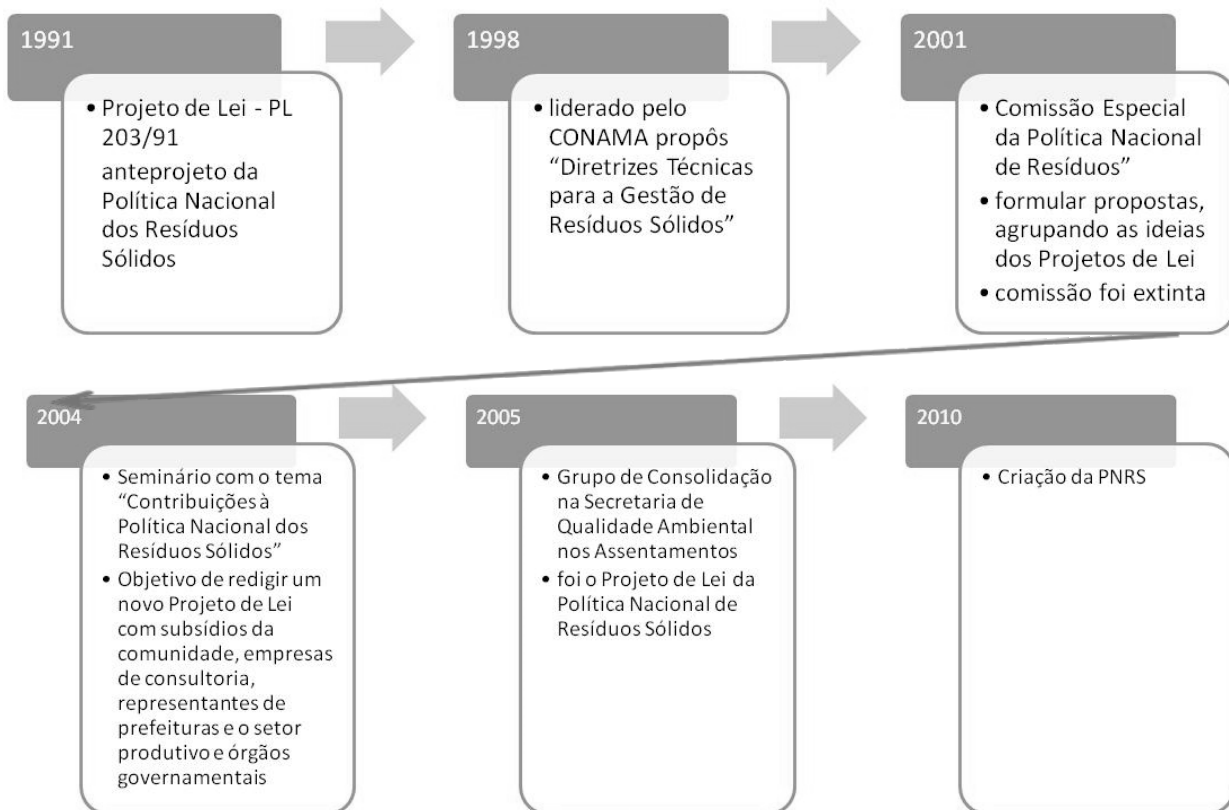 1991
• Projeto de Lei - PL
203/91
anteprojeto da
Política Nacional
dos Resíduos
Sólidos
1998
• liderado pelo
CONAMA propôs
“Diretrizes Técnicas
para a Gestão de
Resíduos Sólidos”
2001
• Comissão Especial
da Política Nacional
de Resíduos”
• formular propostas,
agrupando as ideias
dos Projetos de Lei
• comissão foi extinta
2004
• Seminário com o tema
“Contribuições à
Política Nacional dos
Resíduos Sólidos”
• Objetivo de redigir um
novo Projeto de Lei
com subsídios da
comunidade, empresas
de consultoria,
representantes de
prefeituras e o setor
produtivo e órgãos
governamentais
2005
• Grupo de Consolidação
na Secretaria de
Qualidade Ambiental
nos Assentamentos
• foi o Projeto de Lei da
Política Nacional de
Resíduos Sólidos
2010
• Criação da PNRS